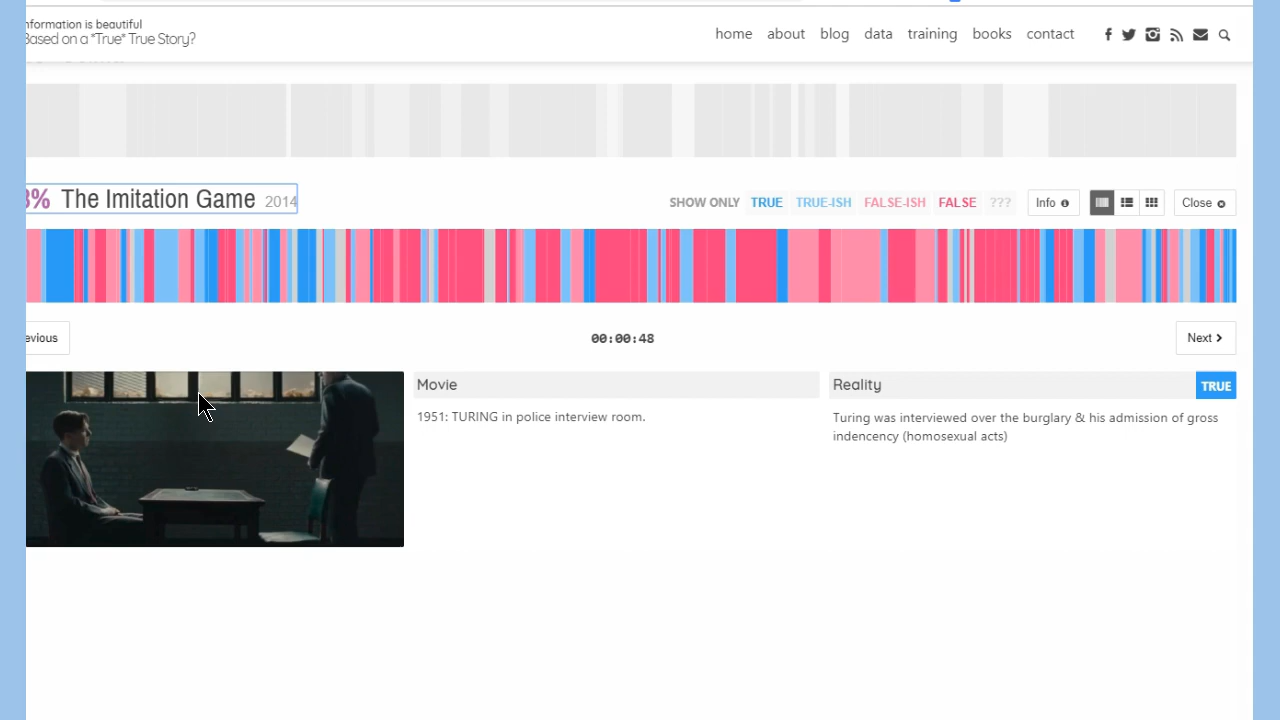 nformation is beautiful
Based on a "True" True Story?
home about blog data training books contact
% The Imitation Game 2014
SHOW ONLY TRUE TRUE-ISH FALSE-ISH FALSE ??? Info Close
evious
00:00:48
Next
Movie
Reality
TRUE
1951: TURING in police interview room.
Turing was interviewed over the burglary & his admission of gross
indencency (homosexual acts)